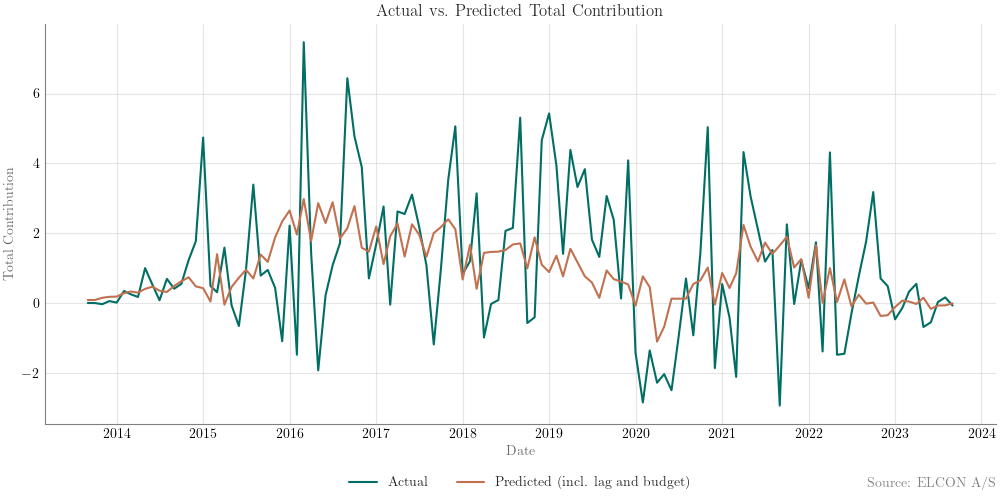 Actual vs. Predicted Total Contribution
Total Contribution
6
4
2
0
−2
2014 2015 2016 2017 2018 2019 2020 2021 2022 2023 2024
Date
Actual Predicted (incl. lag and budget)
Source: ELCON A/S